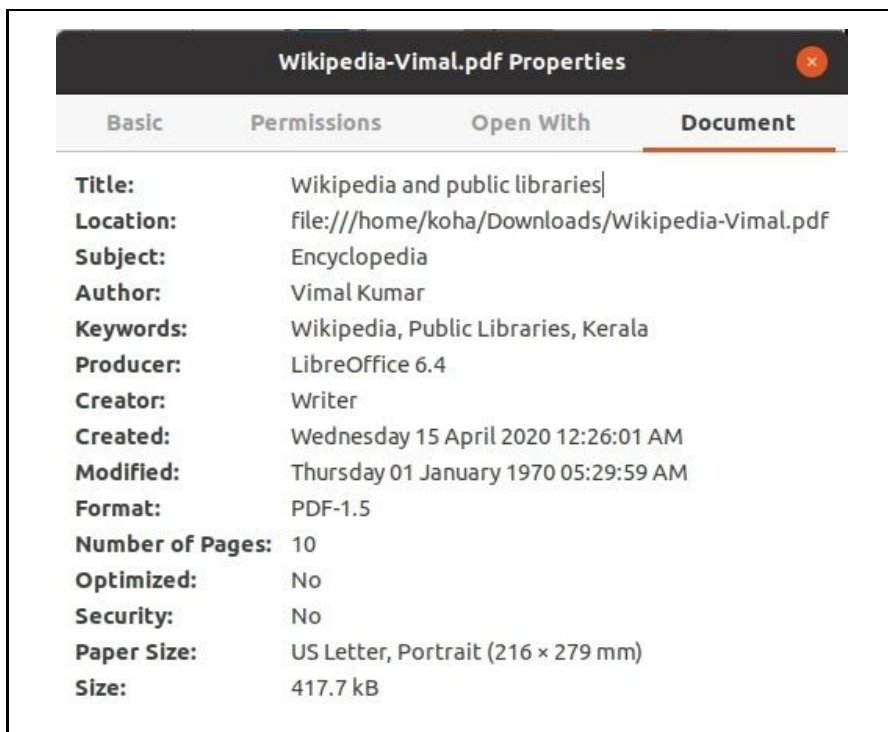 Wikipedia-Vimal.pdf Properties
Basic Permissions Open With Document
Title: Wikipedia and public libraries
Location: file:///home/koha/Downloads/Wikipedia-Vimal.pdf
Subject: Encyclopedia
Author: Vimal Kumar
Keywords: Wikipedia, Public Libraries, Kerala
Producer: LibreOffice 6.4
Creator: Writer
Created: Wednesday 15 April 2020 12:26:01 AM
Modified: Thursday 01 January 1970 05:29:59 AM
Format: PDF-1.5
Number of Pages: 10
Optimized: No
Security: No
Paper Size: US Letter, Portrait (216 × 279 mm)
Size: 417.7 kB